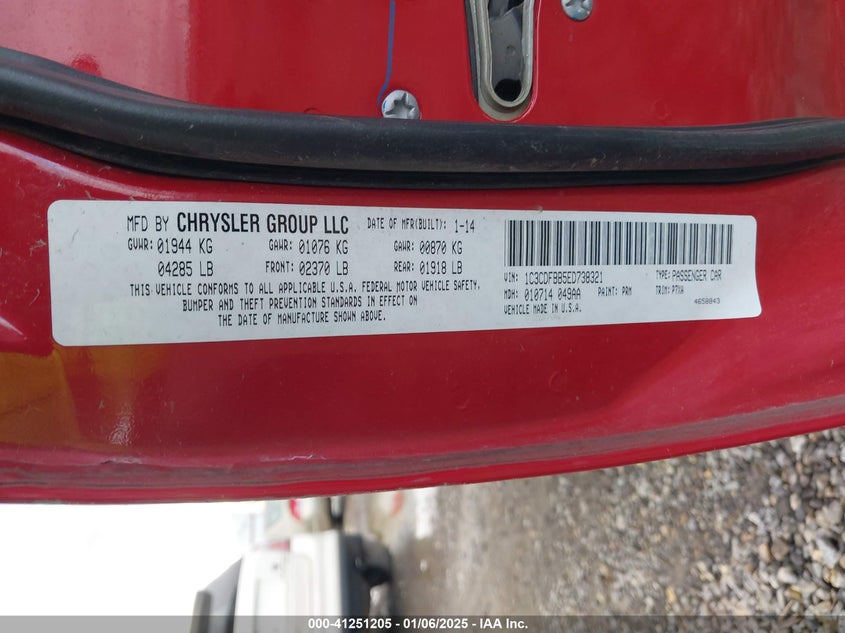 MFD BY CHRYSLER GROUP LLC DATE OF MFR(BUILT): 1-14
GVWR: 01944 KG GAWR: 01076 KG GAWR: 00870 KG
04285 LB FRONT: 02370 LB REAR: 01918 LB
THIS VEHICLE CONFORMS TO ALL APPLICABLE U.S.A. FEDERAL MOTOR VEHICLE SAFETY,
BUMPER AND THEFT PREVENTION STANDARDS IN EFFECT ON
THE DATE OF MANUFACTURE SHOWN ABOVE.
VIN: 1C3CDFBB5ED738321 TYPE: PASSENGER CAR
MDH: 010714 049AA PAINT: PRM TRIM: P7X9
VEHICLE MADE IN U.S.A. 4658843
000-41251205 - 01/06/2025 - IAA Inc.